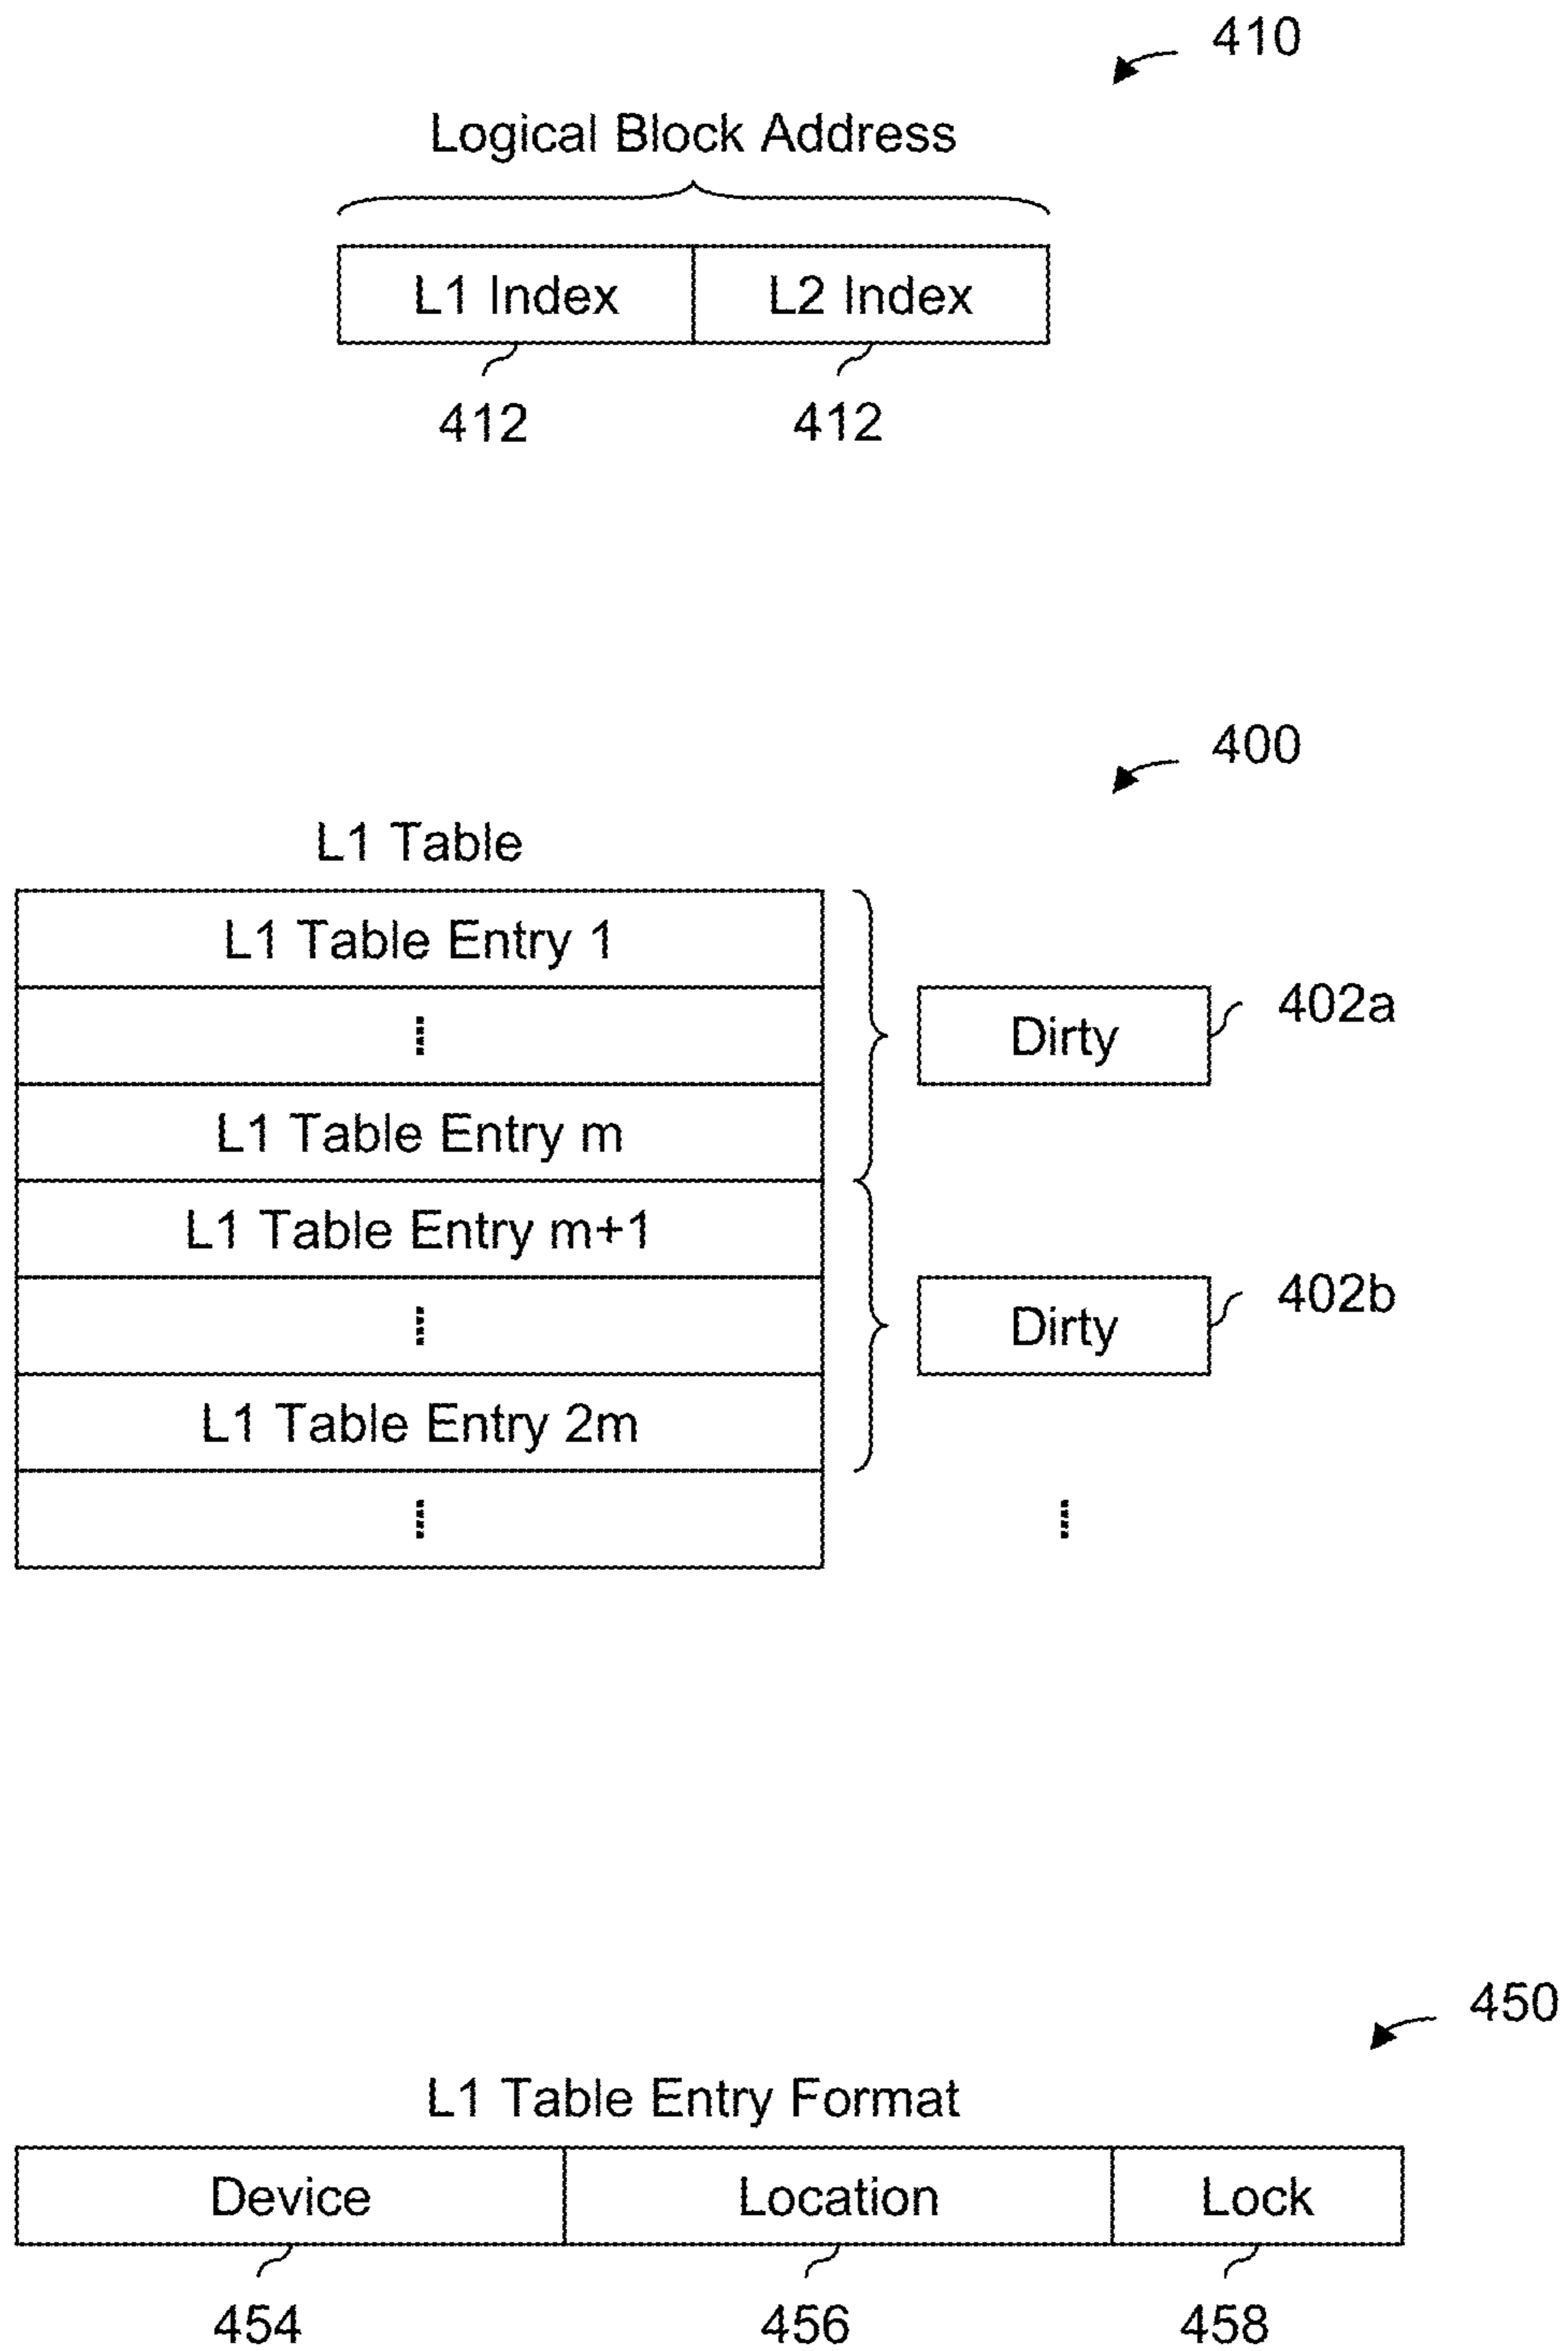 410
Logical Block Address
L1 Index L2 Index
412 412
400
L1 Table
L1 Table Entry 1
Dirty 402a
L1 Table Entry m
L1 Table Entry m+1
Dirty 402b
L1 Table Entry 2m
450
L1 Table Entry Format
Device Location Lock
454 456 458